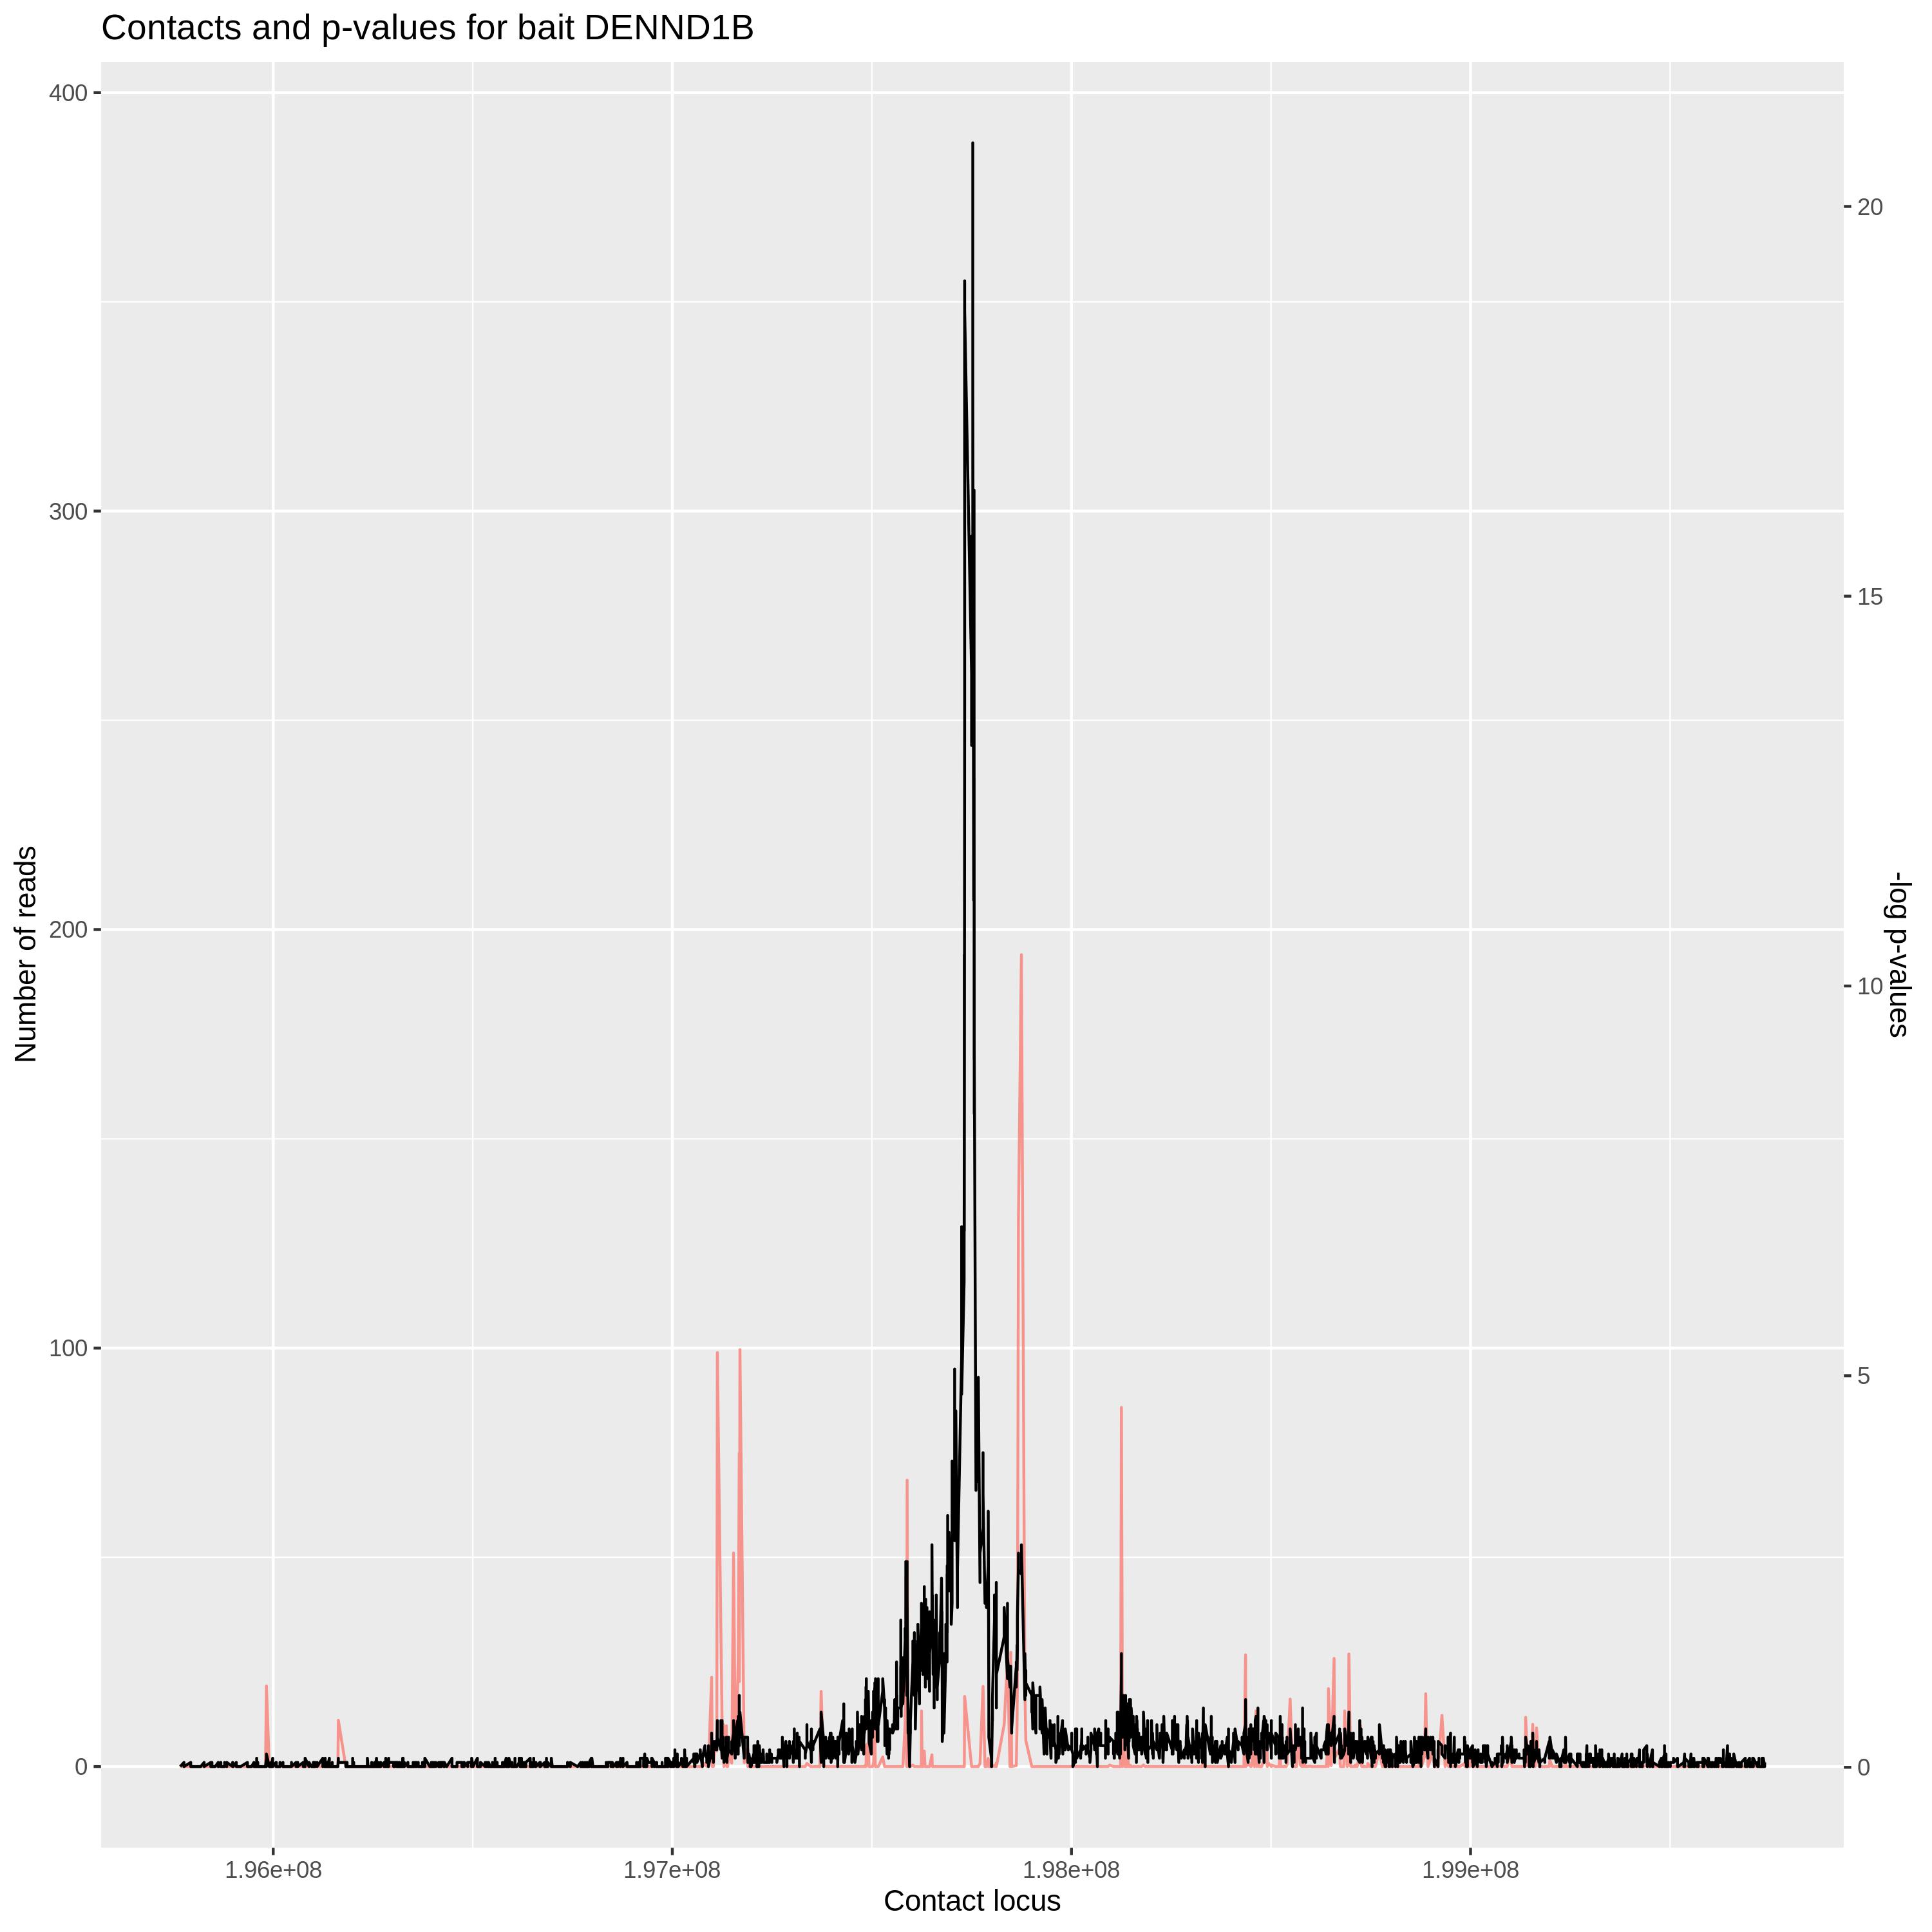 Contacts and p-values for bait DENND1B
400
300
200
100
0
Number of reads
20
15
10
5
0
-log p-values
1.96e+08
1.97e+08
1.98e+08
1.99e+08
Contact locus